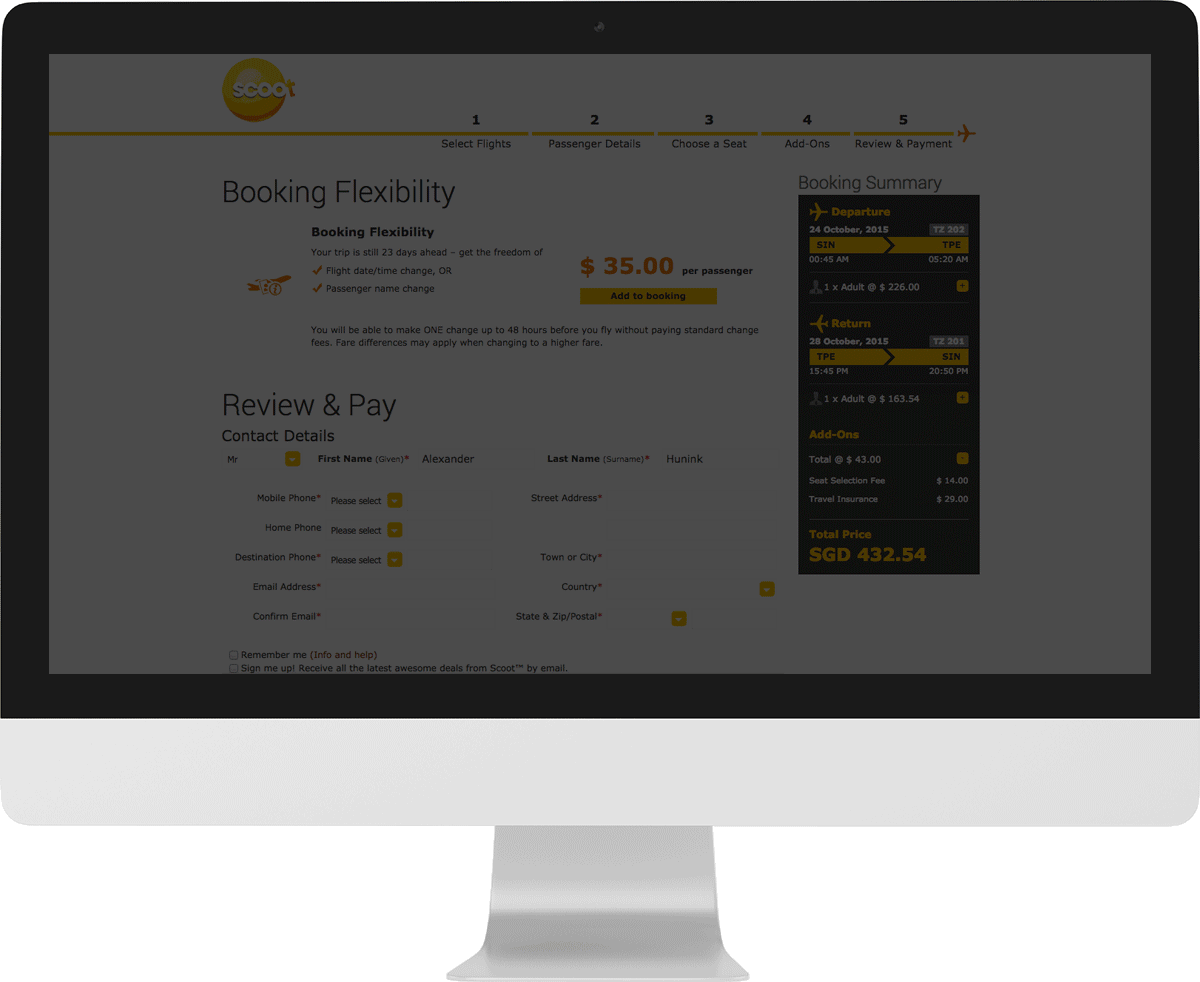 scoot
1
2
3
4
5
Select Flights
Passenger Details
Choose a Seat
Add-Ons
Review & Payment
Booking Flexibility
Booking Flexibility
Your trip is still 23 days ahead – get the freedom of
Flight date/time change, OR
Passenger name change
$ 35.00 per passenger
Add to booking
You will be able to make ONE change up to 48 hours before you fly without paying standard change
fees. Fare differences may apply when changing to a higher fare.
Review & Pay
Contact Details
Mr
First Name (Given)* Alexander
Last Name (Surname)* Hunink
Mobile Phone* Please select
Street Address*
Home Phone Please select
Destination Phone* Please select
Town or City*
Email Address*
Country*
Confirm Email*
State & Zip/Postal*
Remember me (Info and help)
Sign me up! Receive all the latest awesome deals from Scoot™ by email.
Booking Summary
Departure
24 October, 2015 TZ 202
SIN TPE
00:45 AM 05:20 AM
1 x Adult @ $ 226.00 +
Return
28 October, 2015 TZ 201
TPE SIN
15:45 PM 20:50 PM
1 x Adult @ $ 163.54 +
Add-Ons
Total @ $ 43.00 -
Seat Selection Fee $ 14.00
Travel Insurance $ 29.00
Total Price
SGD 432.54